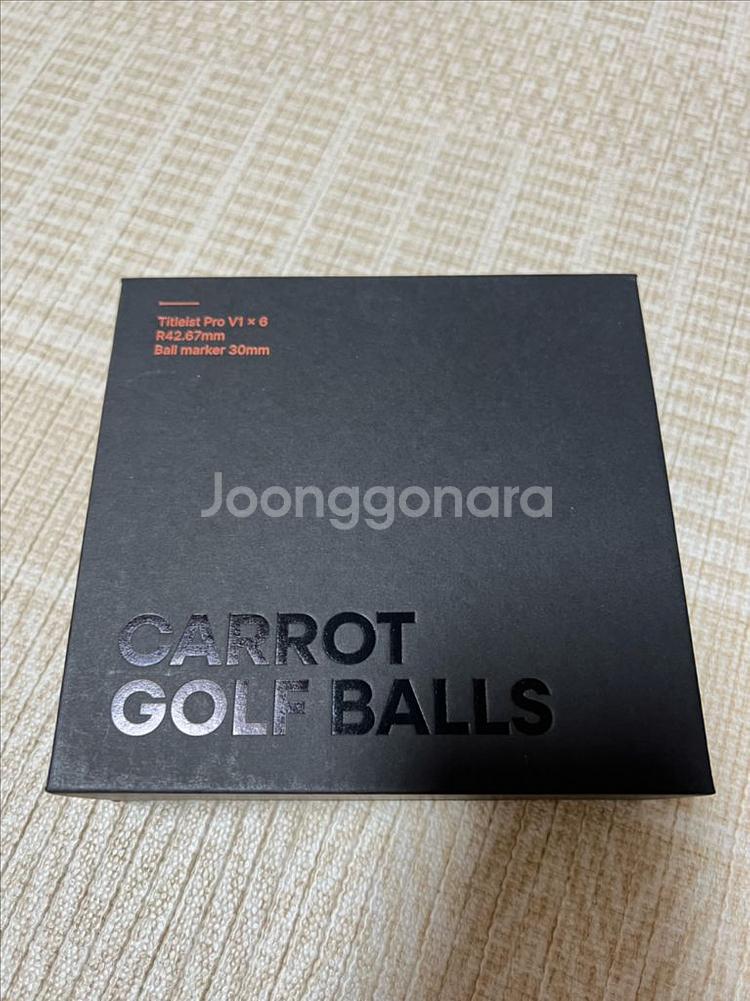 Titleist Pro V1 × 6
R42.67mm
Ball marker 30mm
Joonggonara
CARROT
GOLF BALLS